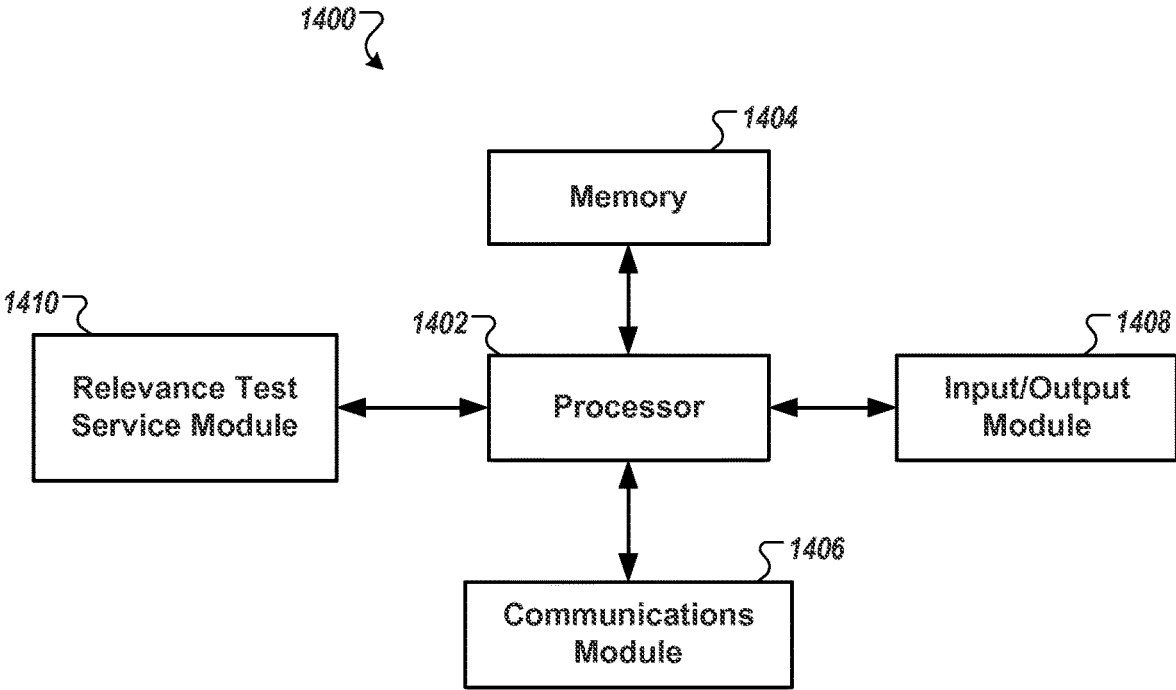 1400
1404
Memory
1410
Relevance Test
Service Module
1402
Processor
1408
Input/Output
Module
1406
Communications
Module